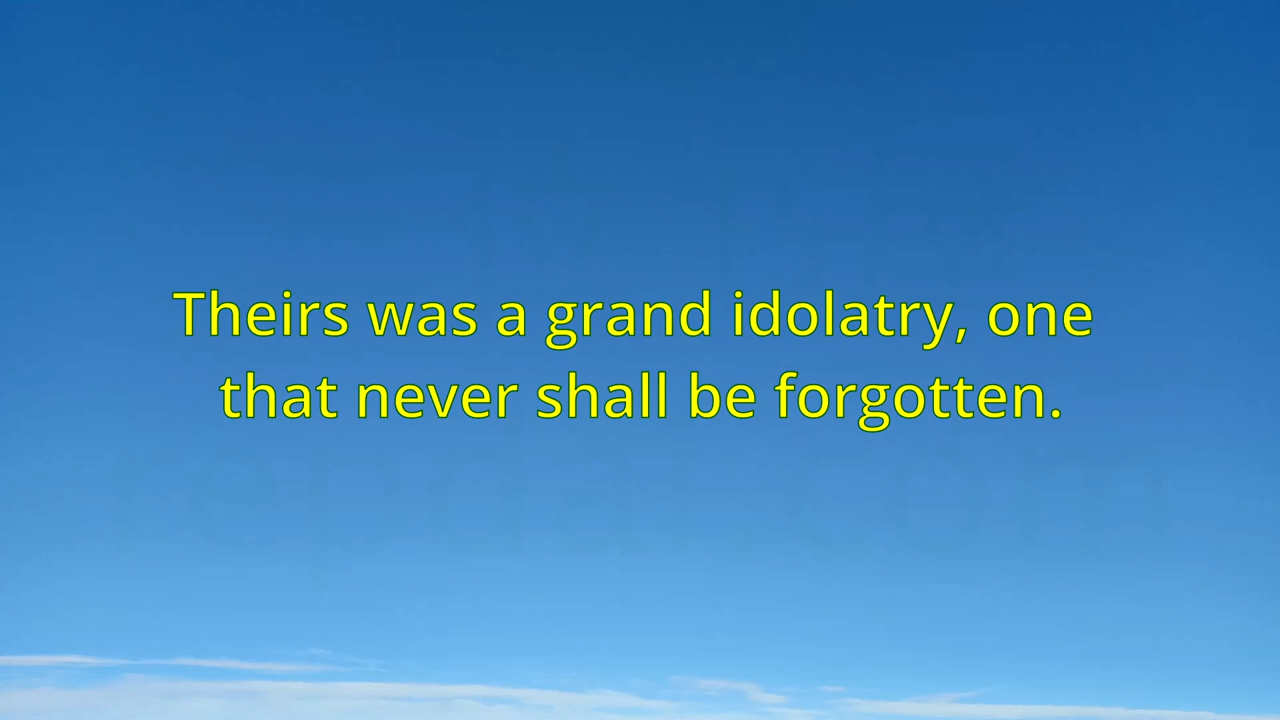 Theirs was a grand idolatry, one
that never shall be forgotten.